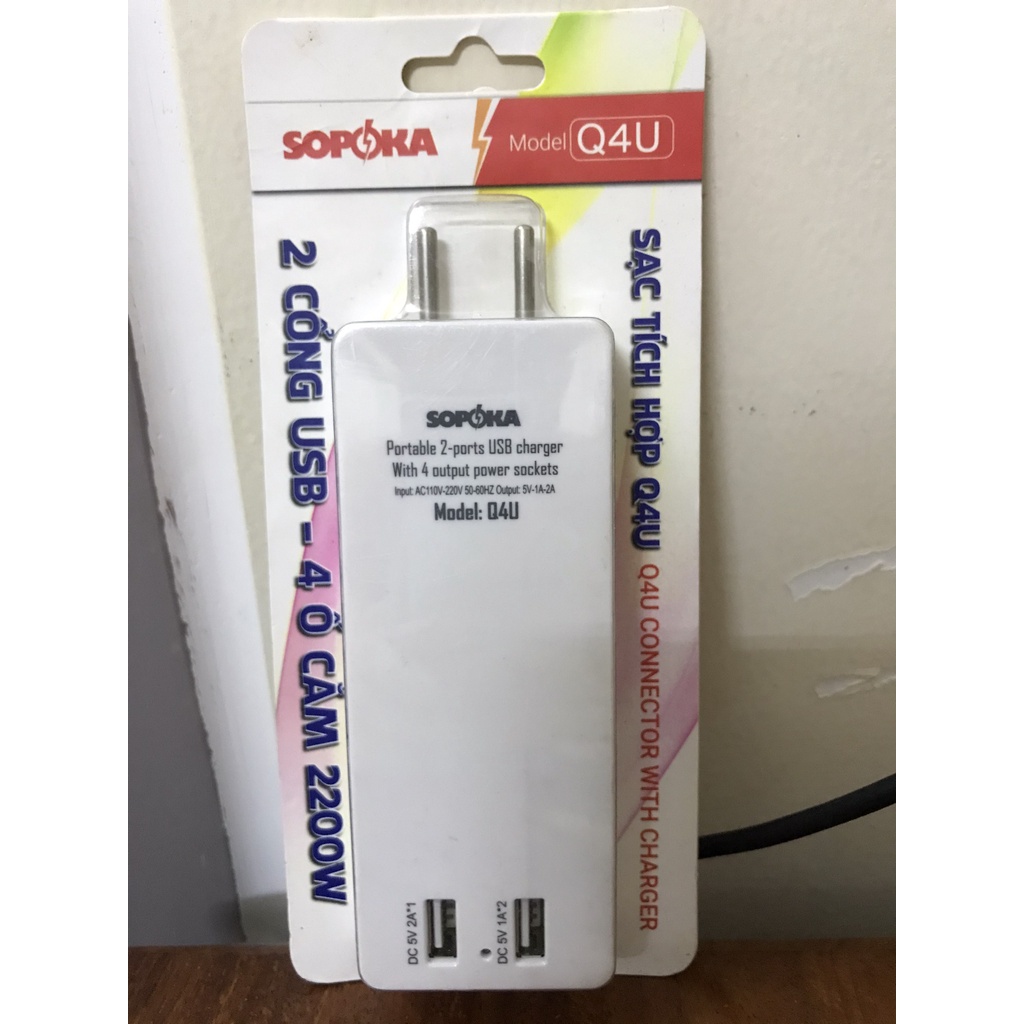 SOPOKA
Model Q4U
2 CỔNG USB - 4 Ổ CẮM 2200W
SẠC TÍCH HỢP Q4U
Q4U CONNECTOR WITH CHARGER
SOPOKA
Portable 2-ports USB charger
With 4 output power sockets
Input: AC110V-220V 50-60HZ Output: 5V-1A-2A
Model: Q4U
DC 5V 2A*1
DC 5V 1A*2